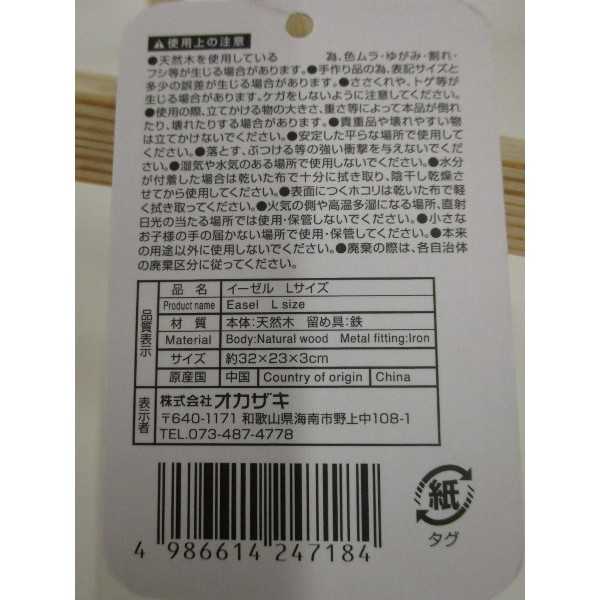 ⚠使用上の注意
●天然木を使用している為、色ムラ・ゆがみ・割れ・
フシ等が生じる場合があります。●手作り品の為、表記サイズと
多少の誤差が生じる場合があります。●ささくれや、トゲ等が
生じる場合があります。ケガをしないように注意してください。
●使用の際、立てかける物の大きさ、重さ等によって本品が倒れ
たり、壊れたりする場合があります。●貴重品や壊れやすい物
は立てかけないでください。●安定した平らな場所で使用して
ください。●落とす、ぶつける等の強い衝撃を与えないでくださ
い。●湿気や水気のある場所で使用しないでください。●水分
が付着した場合は乾いた布で十分に拭き取り、陰干し乾燥
させてから使用してください。●表面につくホコリは乾いた布で軽
く拭き取ってください。●火気の側や高温多湿になる場所、直射
日光の当たる場所では使用・保管しないでください。●小さな
お子様の手の届かない場所で使用・保管してください。●本来
の用途以外に使用しないでください。●廃棄の際は、各自治体
の廃棄区分に従ってください。
品質表示
品 名 イーゼル Lサイズ
Product name Easel L size
材 質 本体:天然木 留め具:鉄
Material Body:Natural wood Metal fitting:Iron
サイズ 約32×23×3cm
原産国 中国 Country of origin China
表示者
株式会社オカザキ
〒640-1171 和歌山県海南市野上中108-1
TEL.073-487-4778
紙
タグ
4 986614 247184